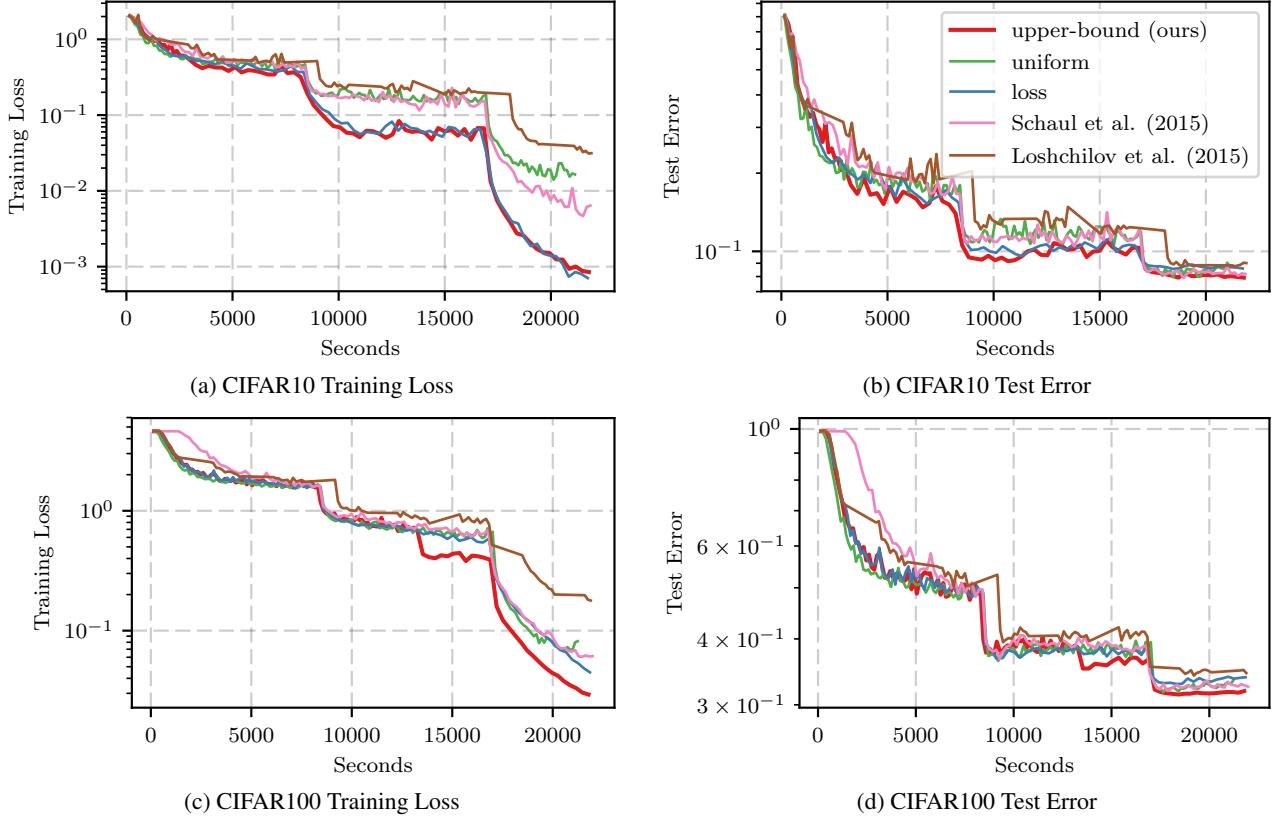 10^0
10^-1
10^-2
10^-3
Training Loss
0 5000 10000 15000 20000
Seconds
(a) CIFAR10 Training Loss
10^-1
Test Error
0 5000 10000 15000 20000
Seconds
upper-bound (ours)
uniform
loss
Schaul et al. (2015)
Loshchilov et al. (2015)
(b) CIFAR10 Test Error
10^0
10^-1
Training Loss
0 5000 10000 15000 20000
Seconds
(c) CIFAR100 Training Loss
10^0
6 × 10^-1
4 × 10^-1
3 × 10^-1
Test Error
0 5000 10000 15000 20000
Seconds
(d) CIFAR100 Test Error